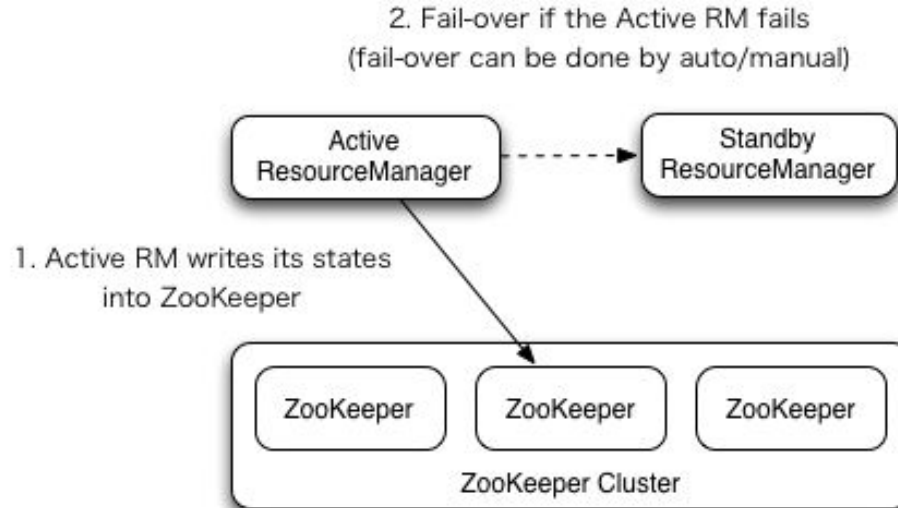 2. Fail-over if the Active RM fails
(fail-over can be done by auto/manual)
Active
ResourceManager
Standby
ResourceManager
1. Active RM writes its states
into ZooKeeper
ZooKeeper
ZooKeeper
ZooKeeper
ZooKeeper Cluster